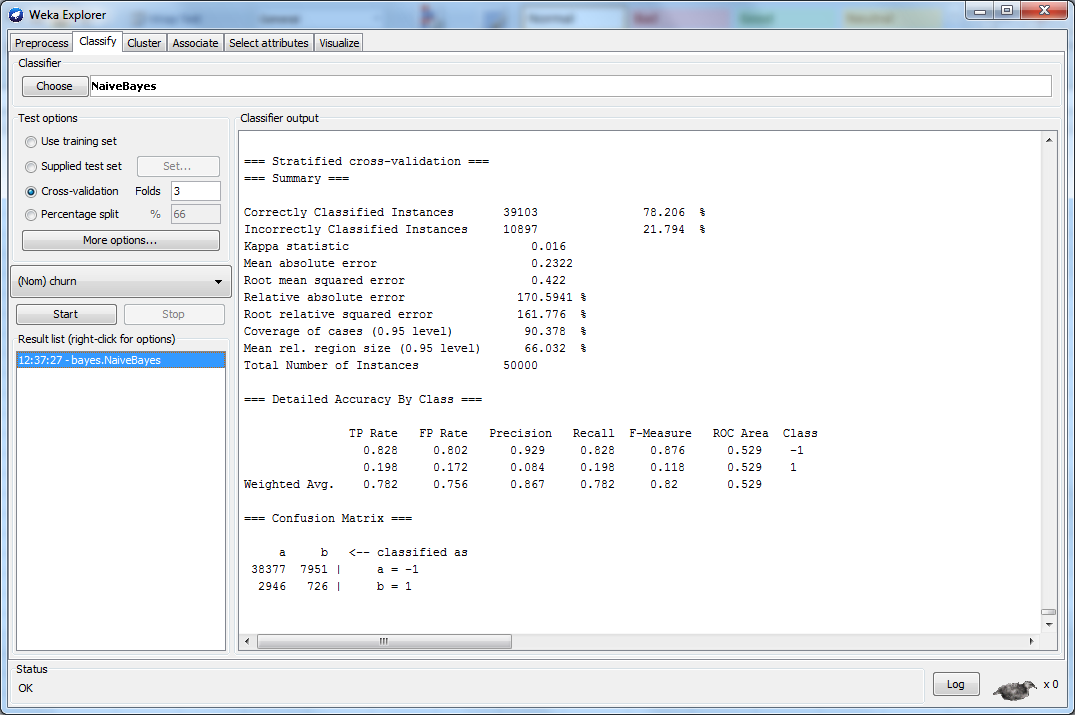 Weka Explorer
Preprocess Classify Cluster Associate Select attributes Visualize
Classifier
Choose NaiveBayes
Test options
Use training set
Supplied test set Set...
Cross-validation Folds 3
Percentage split % 66
More options...
(Nom) churn
Start Stop
Result list (right-click for options)
12:37:27 - bayes.NaiveBayes
Classifier output
=== Stratified cross-validation ===
=== Summary ===
Correctly Classified Instances 39103 78.206 %
Incorrectly Classified Instances 10897 21.794 %
Kappa statistic 0.016
Mean absolute error 0.2322
Root mean squared error 0.422
Relative absolute error 170.5941 %
Root relative squared error 161.776 %
Coverage of cases (0.95 level) 90.378 %
Mean rel. region size (0.95 level) 66.032 %
Total Number of Instances 50000
=== Detailed Accuracy By Class ===
TP Rate FP Rate Precision Recall F-Measure ROC Area Class
0.828 0.802 0.929 0.828 0.876 0.529 -1
0.198 0.172 0.084 0.198 0.118 0.529 1
Weighted Avg. 0.782 0.756 0.867 0.782 0.82 0.529
=== Confusion Matrix ===
a b <-- classified as
38377 7951 | a = -1
2946 726 | b = 1
Status
OK
Log x 0